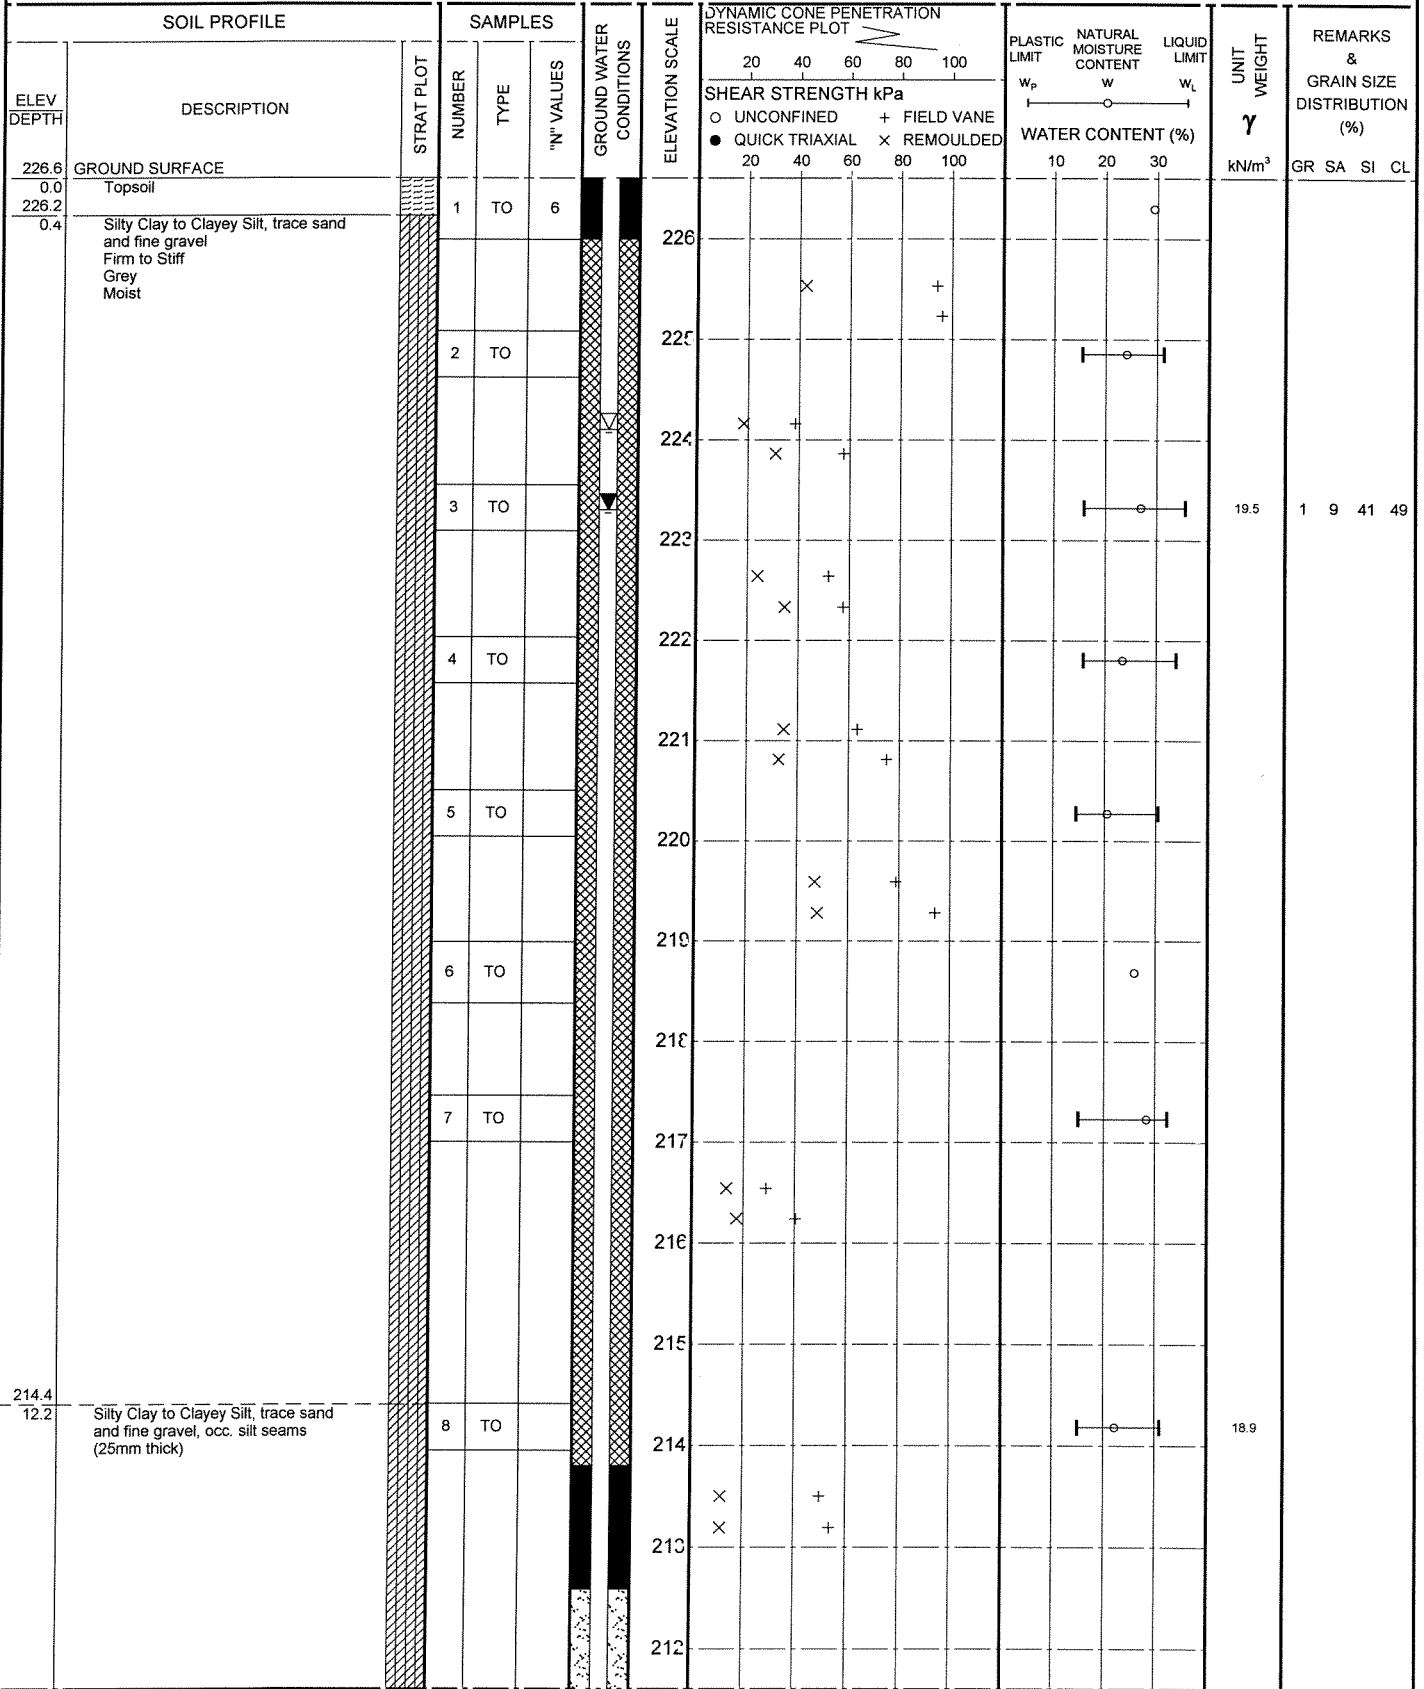 SOIL PROFILE
SAMPLES
ELEV
DEPTH
DESCRIPTION
STRAT PLOT
NUMBER
TYPE
"N" VALUES
GROUND WATER
CONDITIONS
ELEVATION SCALE
DYNAMIC CONE PENETRATION
RESISTANCE PLOT
20 40 60 80 100
SHEAR STRENGTH kPa
○ UNCONFINED + FIELD VANE
● QUICK TRIAXIAL × REMOULDED
20 40 60 80 100
PLASTIC
LIMIT
NATURAL
MOISTURE
CONTENT
LIQUID
LIMIT
WP W WL
WATER CONTENT (%)
10 20 30
UNIT
WEIGHT
γ
kN/m³
REMARKS
&
GRAIN SIZE
DISTRIBUTION
(%)
GR SA SI CL
226.6 GROUND SURFACE
0.0 Topsoil
226.2
0.4 Silty Clay to Clayey Silt, trace sand
and fine gravel
Firm to Stiff
Grey
Moist
1 TO 6
226
225
2 TO
224
3 TO 19.5 1 9 41 49
223
222
4 TO
221
5 TO
220
219
6 TO
218
7 TO
217
216
215
214.4
12.2 Silty Clay to Clayey Silt, trace sand
and fine gravel, occ. silt seams
(25mm thick)
8 TO 18.9
214
213
212